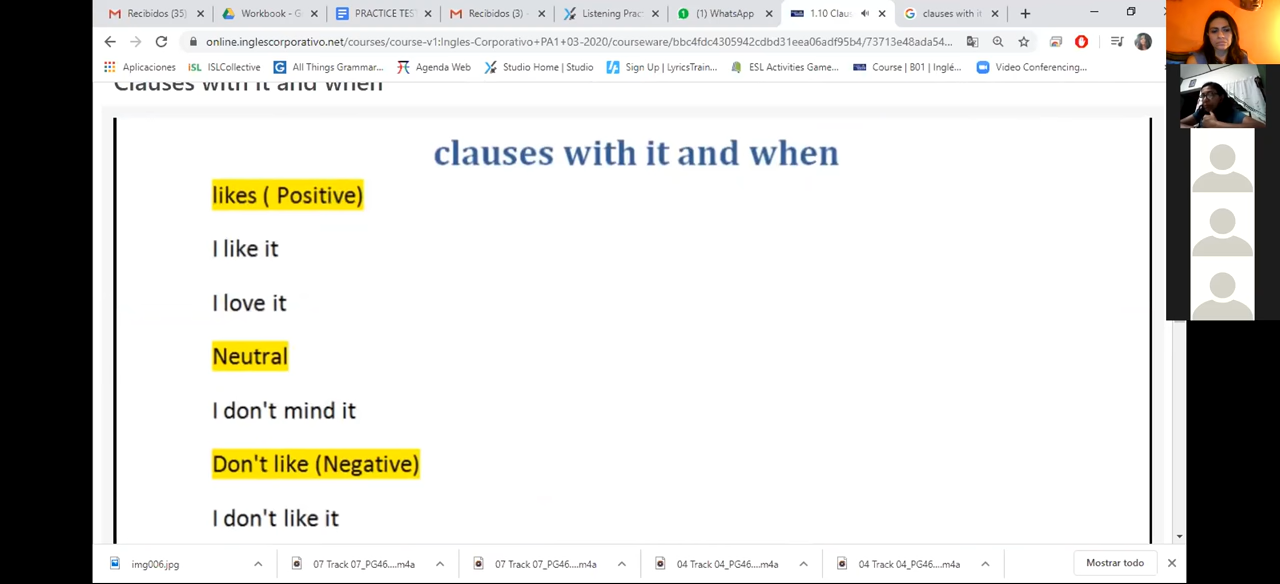 Recibidos (35)
Workbook - G
PRACTICE TES
Recibidos (3) -
Listening Prac
(1) WhatsApp
1.10 Clau
clauses with it
online.inglescorporativo.net/courses/course-v1:Ingles-Corporativo+PA1+03-2020/courseware/bbc4fdc4305942cdbd31eea06adf95b4/73713e48ada54...
Aplicaciones
ISL ISLCollective
All Things Grammar...
Agenda Web
Studio Home | Studio
Sign Up | LyricsTrain...
ESL Activities Game...
Course | B01 | Inglé...
Video Conferencing...
Clauses with it and when
clauses with it and when
likes ( Positive)
I like it
I love it
Neutral
I don't mind it
Don't like (Negative)
I don't like it
img006.jpg
07 Track 07_PG46....m4a
07 Track 07_PG46....m4a
04 Track 04_PG46....m4a
04 Track 04_PG46....m4a
Mostrar todo